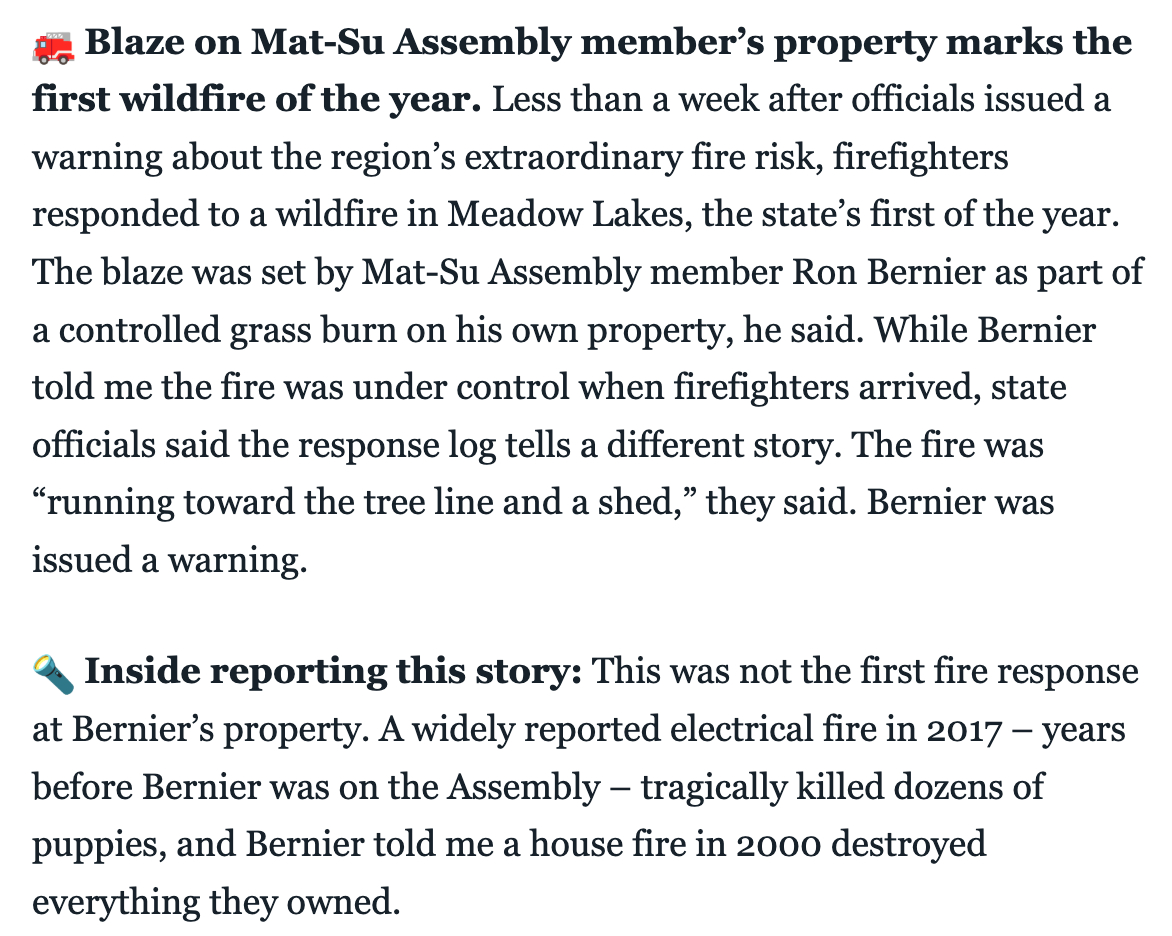 🚒 Blaze on Mat-Su Assembly member’s property marks the
first wildfire of the year. Less than a week after officials issued a
warning about the region’s extraordinary fire risk, firefighters
responded to a wildfire in Meadow Lakes, the state’s first of the year.
The blaze was set by Mat-Su Assembly member Ron Bernier as part of
a controlled grass burn on his own property, he said. While Bernier
told me the fire was under control when firefighters arrived, state
officials said the response log tells a different story. The fire was
“running toward the tree line and a shed,” they said. Bernier was
issued a warning.
🔦 Inside reporting this story: This was not the first fire response
at Bernier’s property. A widely reported electrical fire in 2017 – years
before Bernier was on the Assembly – tragically killed dozens of
puppies, and Bernier told me a house fire in 2000 destroyed
everything they owned.